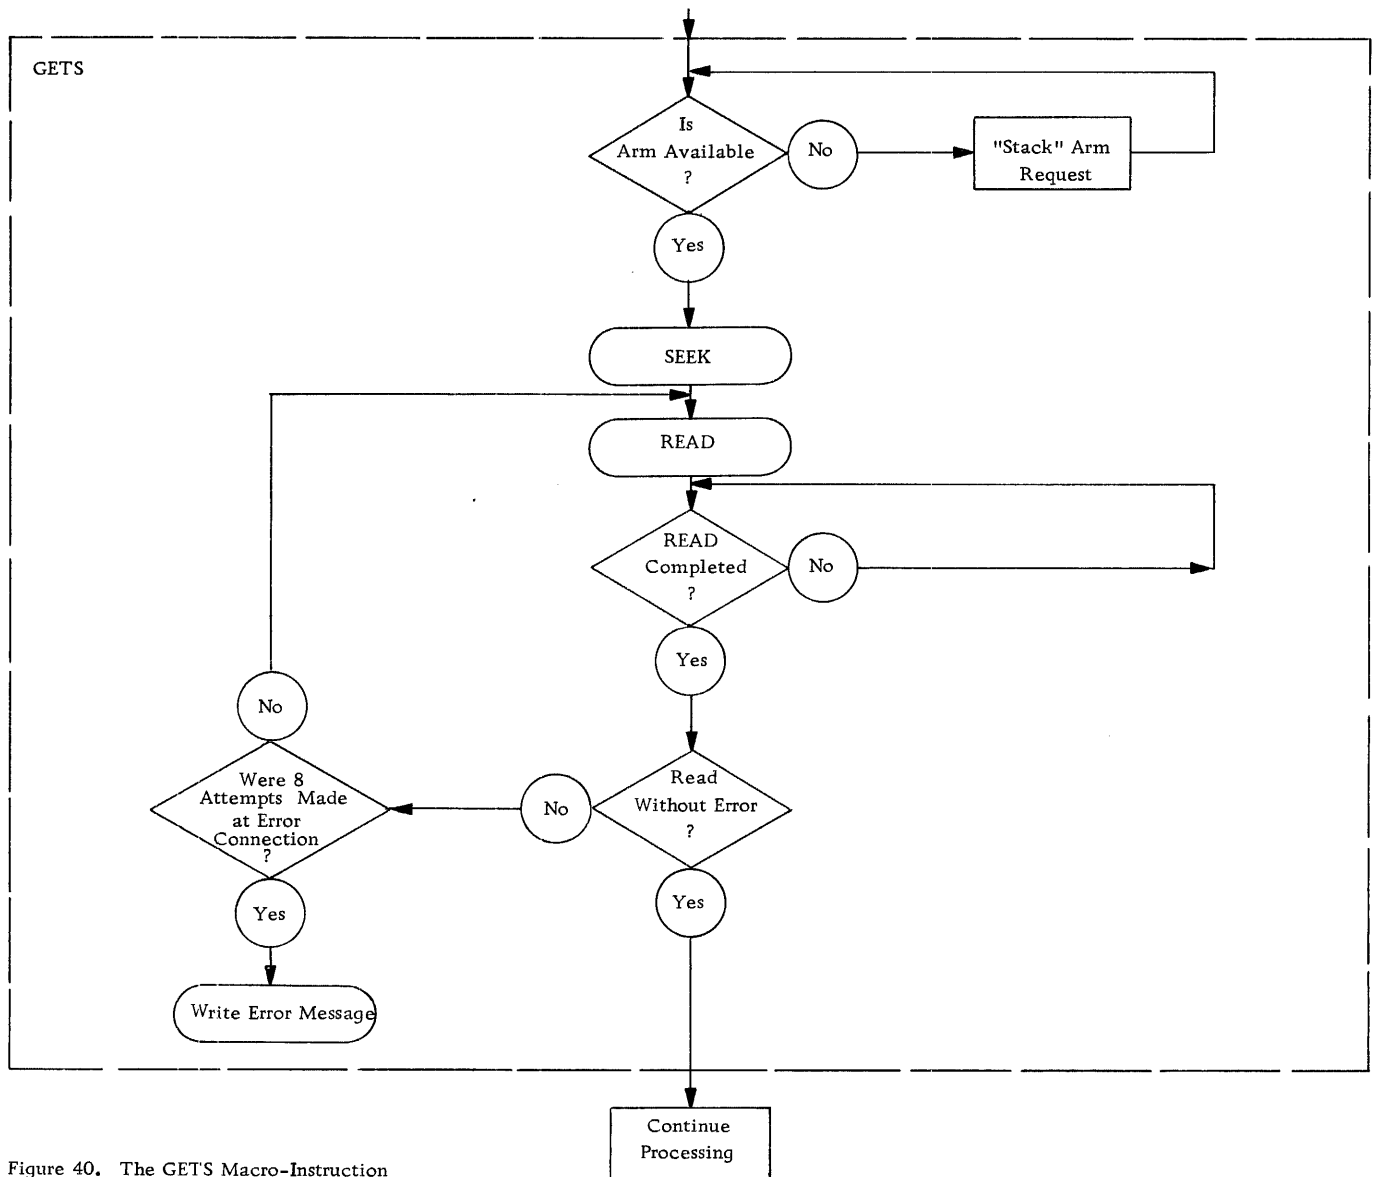 GETS
Is
Arm Available
?
No
"Stack" Arm
Request
Yes
SEEK
READ
READ
Completed
?
No
Yes
No
Were 8
Attempts Made
at Error
Connection
?
No
Read
Without Error
?
Yes
Yes
Write Error Message
Continue
Processing
Figure 40. The GETS Macro-Instruction